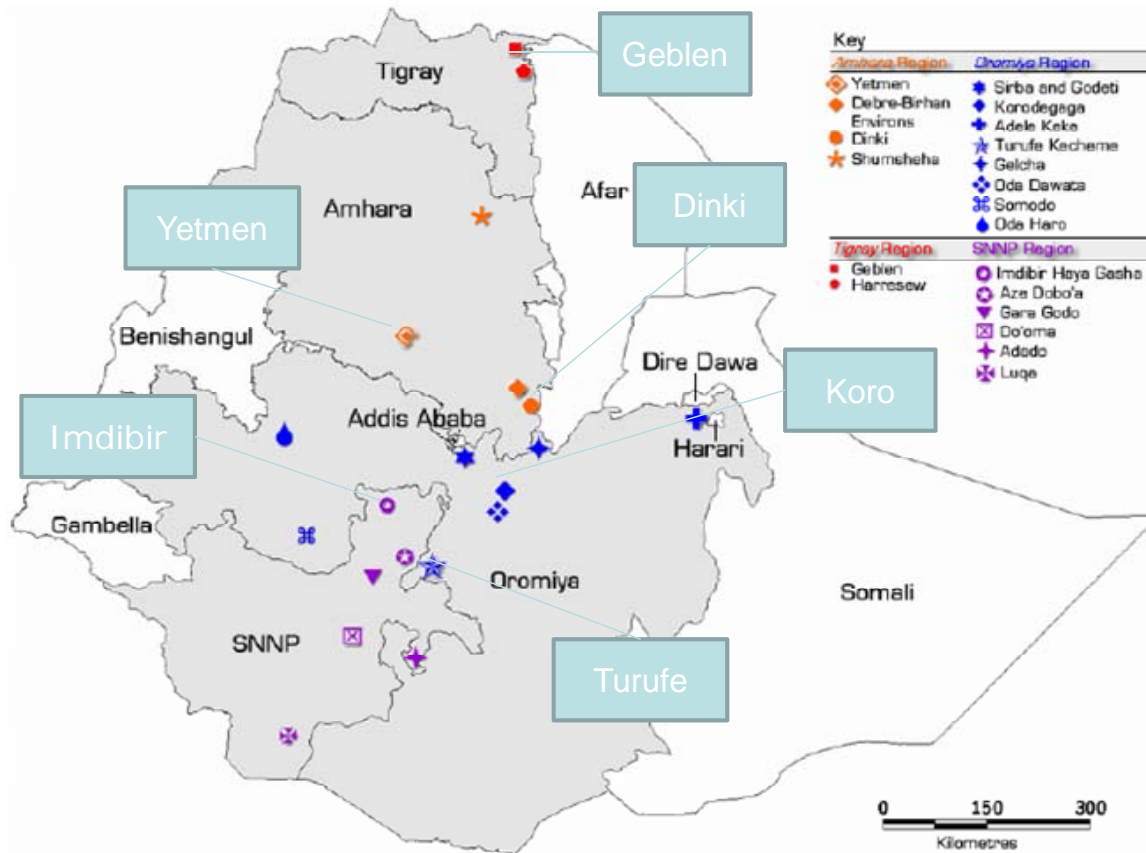 Geblen
Tigray
Afar
Dinki
Yetmen
Amhara
Benishangul
Dire Dawa
Koro
Addis Ababa
Imdibir
Harari
Gambella
Oromiya
Somali
SNNP
Turufe
Key
Amhara Region
Yetmen
Debre-Birhan
Environs
Dinki
Shumsheha
Oromiya Region
Sirba and Godeti
Korodegaga
Adele Keke
Turufe Kecheme
Gelcha
Oda Dawata
Somodo
Oda Haro
Tigray Region
Geblen
Harresaw
SNNP Region
Imdibir Haya Gasha
Aze Dobo'a
Gara Godo
Do'oma
Adado
Luqa
0 150 300
Kilometres